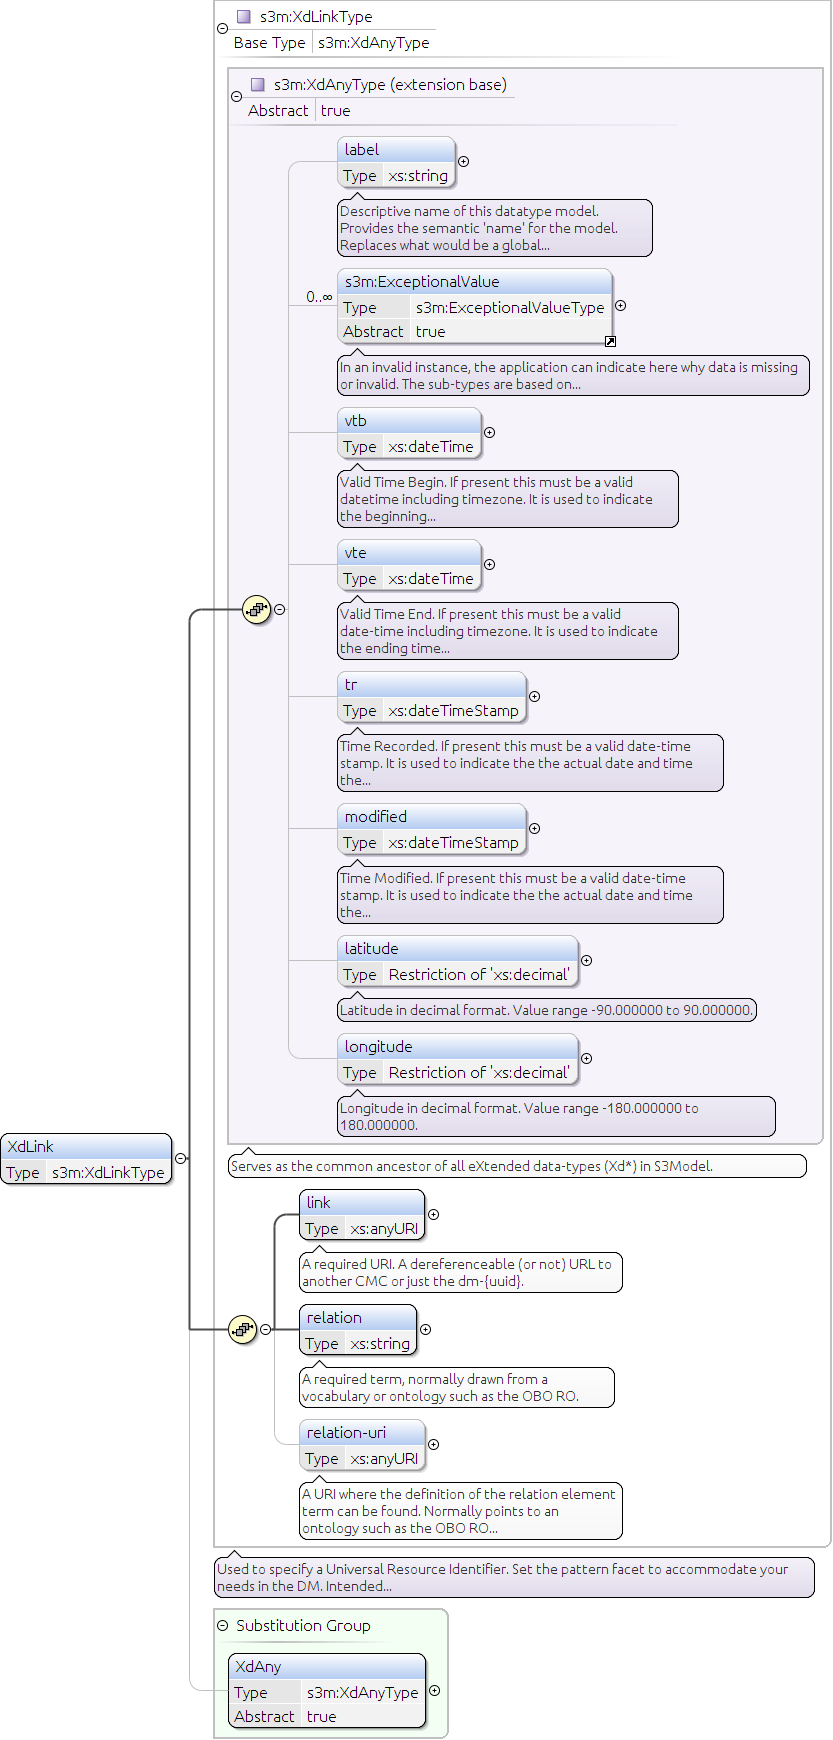 s3m:XdLinkType
Base Type s3m:XdAnyType
s3m:XdAnyType (extension base)
Abstract true
label
Type xs:string
Descriptive name of this datatype model.
Provides the semantic 'name' for the model.
Replaces what would be a global...
0..∞
s3m:ExceptionalValue
Type s3m:ExceptionalValueType
Abstract true
In an invalid instance, the application can indicate here why data is missing
or invalid. The sub-types are based on...
vtb
Type xs:dateTime
Valid Time Begin. If present this must be a valid
datetime including timezone. It is used to indicate
the beginning...
vte
Type xs:dateTime
Valid Time End. If present this must be a valid
date-time including timezone. It is used to indicate
the ending time...
tr
Type xs:dateTimeStamp
Time Recorded. If present this must be a valid date-time
stamp. It is used to indicate the the actual date and time
the...
modified
Type xs:dateTimeStamp
Time Modified. If present this must be a valid date-time
stamp. It is used to indicate the the actual date and time
the...
latitude
Type Restriction of 'xs:decimal'
Latitude in decimal format. Value range -90.000000 to 90.000000.
longitude
Type Restriction of 'xs:decimal'
Longitude in decimal format. Value range -180.000000 to
180.000000.
XdLink
Type s3m:XdLinkType
Serves as the common ancestor of all eXtended data-types (Xd*) in S3Model.
link
Type xs:anyURI
A required URI. A dereferenceable (or not) URL to
another CMC or just the dm-{uuid}.
relation
Type xs:string
A required term, normally drawn from a
vocabulary or ontology such as the OBO RO.
relation-uri
Type xs:anyURI
A URI where the definition of the relation element
term can be found. Normally points to an
ontology such as the OBO RO...
Used to specify a Universal Resource Identifier. Set the pattern facet to accommodate your
needs in the DM. Intended...
Substitution Group
XdAny
Type s3m:XdAnyType
Abstract true